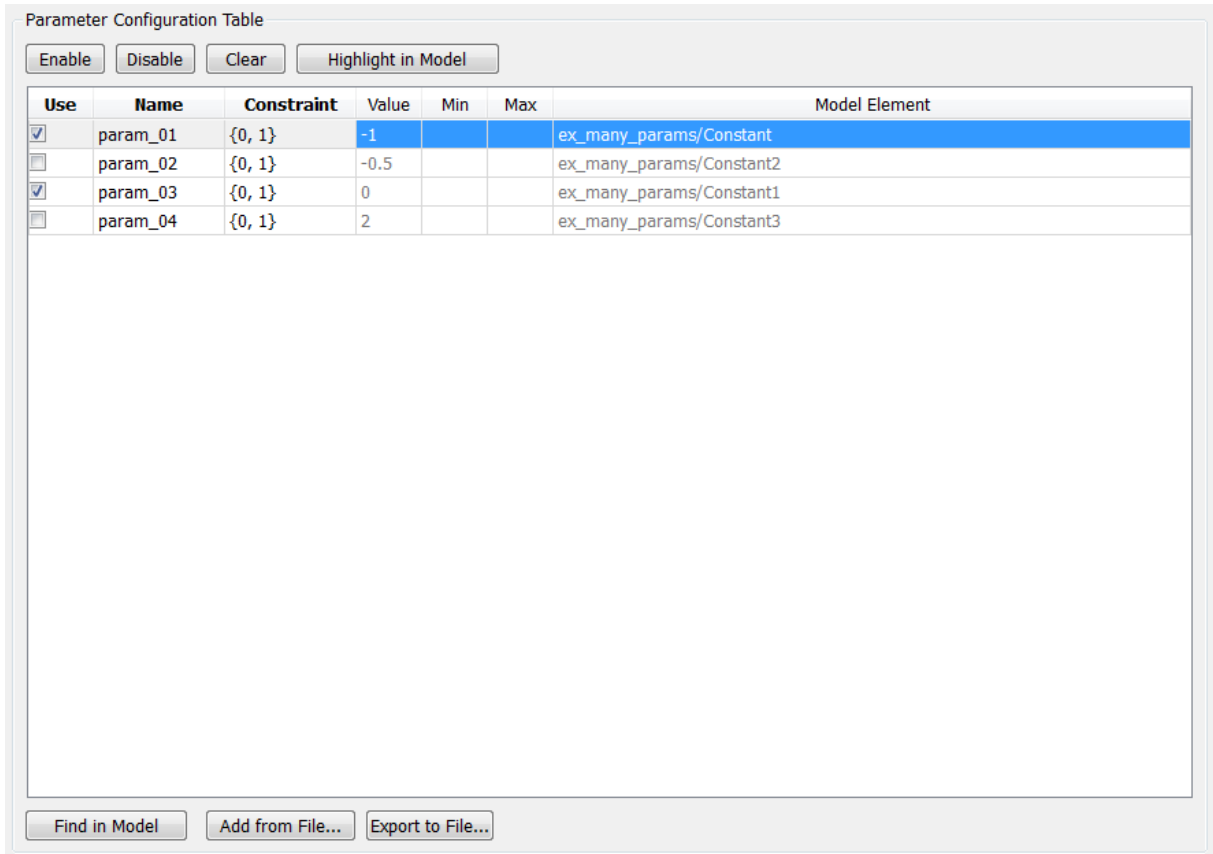 Parameter Configuration Table
Enable Disable Clear Highlight in Model
Use Name Constraint Value Min Max Model Element
param_01 {0, 1} -1 ex_many_params/Constant
param_02 {0, 1} -0.5 ex_many_params/Constant2
param_03 {0, 1} 0 ex_many_params/Constant1
param_04 {0, 1} 2 ex_many_params/Constant3
Find in Model Add from File... Export to File...